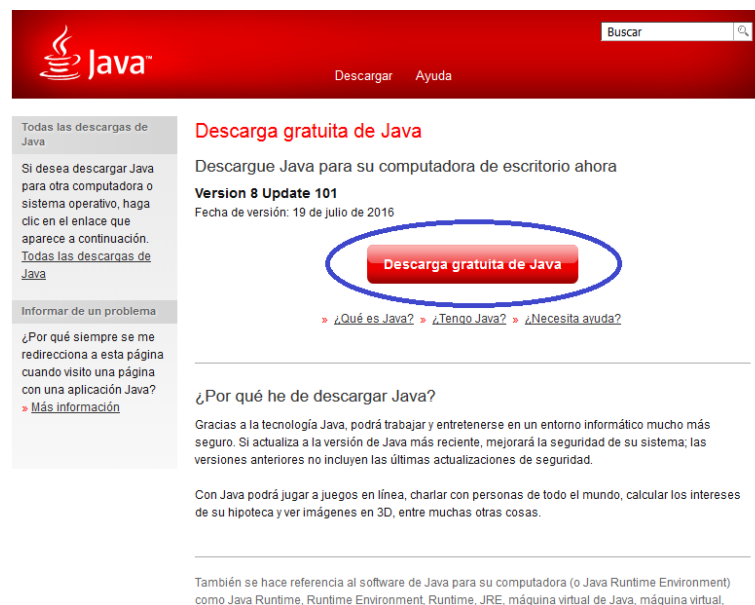 Java™
Buscar
Descargar Ayuda
Todas las descargas de
Java
Si desea descargar Java
para otra computadora o
sistema operativo, haga
clic en el enlace que
aparece a continuación.
Todas las descargas de
Java
Informar de un problema
¿Por qué siempre se me
redirecciona a esta página
cuando visito una página
con una aplicación Java?
» Más información
Descarga gratuita de Java
Descargue Java para su computadora de escritorio ahora
Version 8 Update 101
Fecha de versión: 19 de julio de 2016
Descarga gratuita de Java
» ¿Qué es Java? » ¿Tengo Java? » ¿Necesita ayuda?
¿Por qué he de descargar Java?
Gracias a la tecnología Java, podrá trabajar y entretenerse en un entorno informático mucho más
seguro. Si actualiza a la versión de Java más reciente, mejorará la seguridad de su sistema; las
versiones anteriores no incluyen las últimas actualizaciones de seguridad.
Con Java podrá jugar a juegos en línea, charlar con personas de todo el mundo, calcular los intereses
de su hipoteca y ver imágenes en 3D, entre muchas otras cosas.
También se hace referencia al software de Java para su computadora (o Java Runtime Environment)
como Java Runtime, Runtime Environment, Runtime, JRE, máquina virtual de Java, máquina virtual,